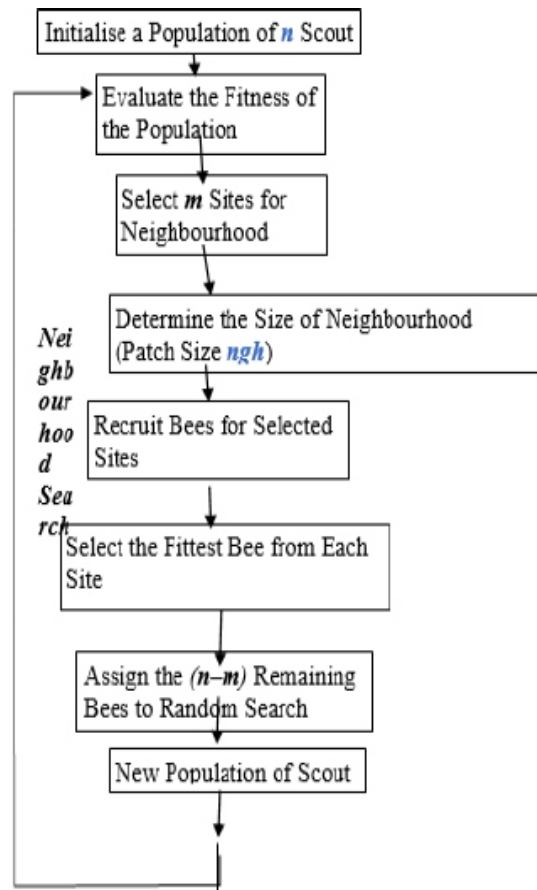 Initialise a Population of n Scout
Evaluate the Fitness of
the Population
Select m Sites for
Neighbourhood
Determine the Size of Neighbourhood
(Patch Size ngh)
Recruit Bees for Selected
Sites
Select the Fittest Bee from Each
Site
Assign the (n–m) Remaining
Bees to Random Search
New Population of Scout
Nei
ghb
our
hoo
d
Sea
rch